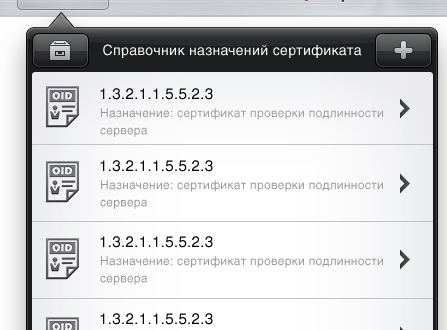 Справочник назначений сертификата
OID
1.3.2.1.1.5.5.2.3
Назначение: сертификат проверки подлинности
сервера
OID
1.3.2.1.1.5.5.2.3
Назначение: сертификат проверки подлинности
сервера
OID
1.3.2.1.1.5.5.2.3
Назначение: сертификат проверки подлинности
сервера
OID
1.3.2.1.1.5.5.2.3